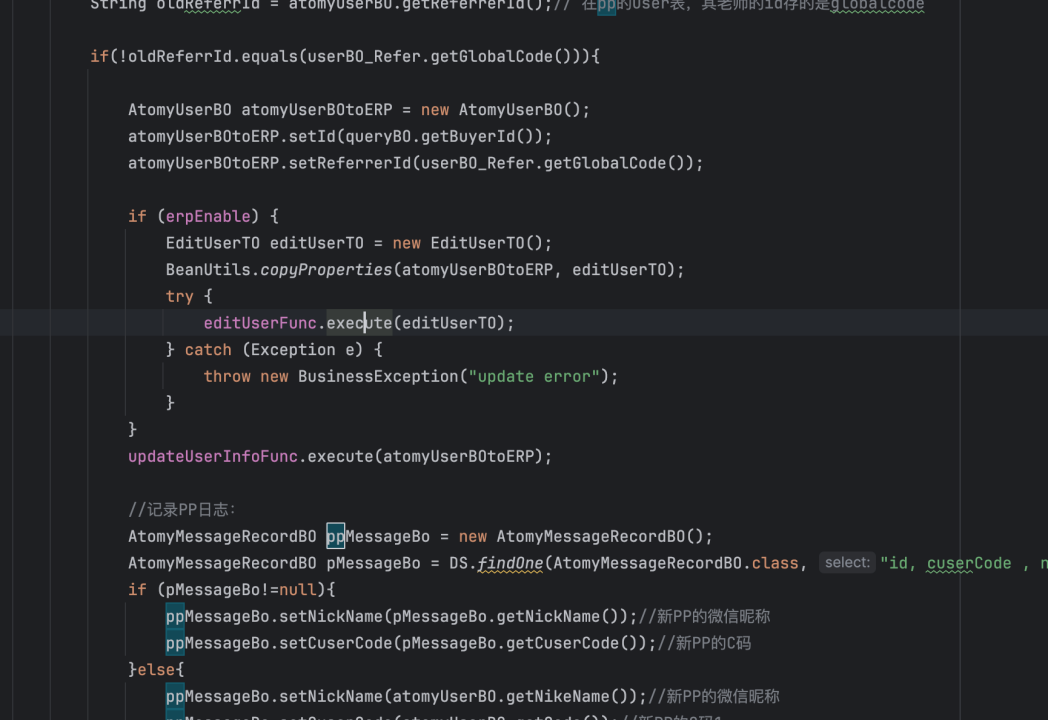 String oldReferrId = atomyUserBO.getReferrerId();// 在pp的User表, 其老师的id存的是globalcode
if(!oldReferrId.equals(userBO_Refer.getGlobalCode())){
AtomyUserBO atomyUserBOtoERP = new AtomyUserBO();
atomyUserBOtoERP.setId(queryBO.getBuyerId());
atomyUserBOtoERP.setReferrerId(userBO_Refer.getGlobalCode());
if (erpEnable) {
EditUserTO editUserTO = new EditUserTO();
BeanUtils.copyProperties(atomyUserBOtoERP, editUserTO);
try {
editUserFunc.execute(editUserTO);
} catch (Exception e) {
throw new BusinessException("update error");
}
}
updateUserInfoFunc.execute(atomyUserBOtoERP);
//记录PP日志:
AtomyMessageRecordBO ppMessageBo = new AtomyMessageRecordBO();
AtomyMessageRecordBO pMessageBo = DS.findOne(AtomyMessageRecordBO.class, select: "id, cuserCode , n
if (pMessageBo!=null){
ppMessageBo.setNickName(pMessageBo.getNickName());//新PP的微信昵称
ppMessageBo.setCuserCode(pMessageBo.getCuserCode());//新PP的C码
}else{
ppMessageBo.setNickName(atomyUserBO.getNikeName());//新PP的微信昵称